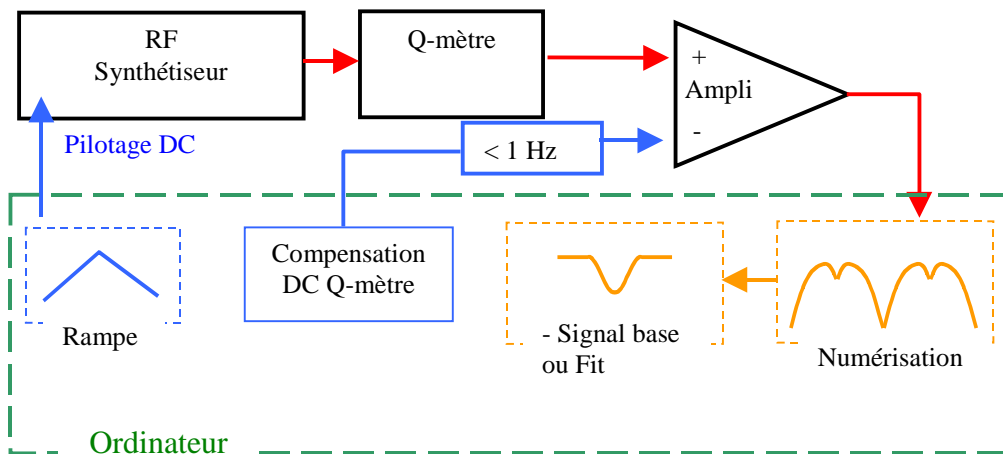 RF
Synthétiseur
Q-mètre
+
Ampli
-
Pilotage DC
< 1 Hz
Compensation
DC Q-mètre
Rampe
- Signal base
ou Fit
Numérisation
Ordinateur